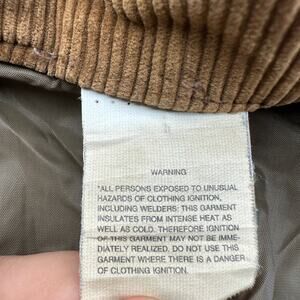 WARNING
"ALL PERSONS EXPOSED TO UNUSUAL
HAZARDS OF CLOTHING IGNITION,
INCLUDING WELDERS: THIS GARMENT
INSULATES FROM INTENSE HEAT AS
WELL AS COLD. THEREFORE IGNITION
OF THIS GARMENT MAY NOT BE IMME-
DIATELY REALIZED. DO NOT USE THIS
GARMENT WHERE THERE IS A DANGER
OF CLOTHING IGNITION.